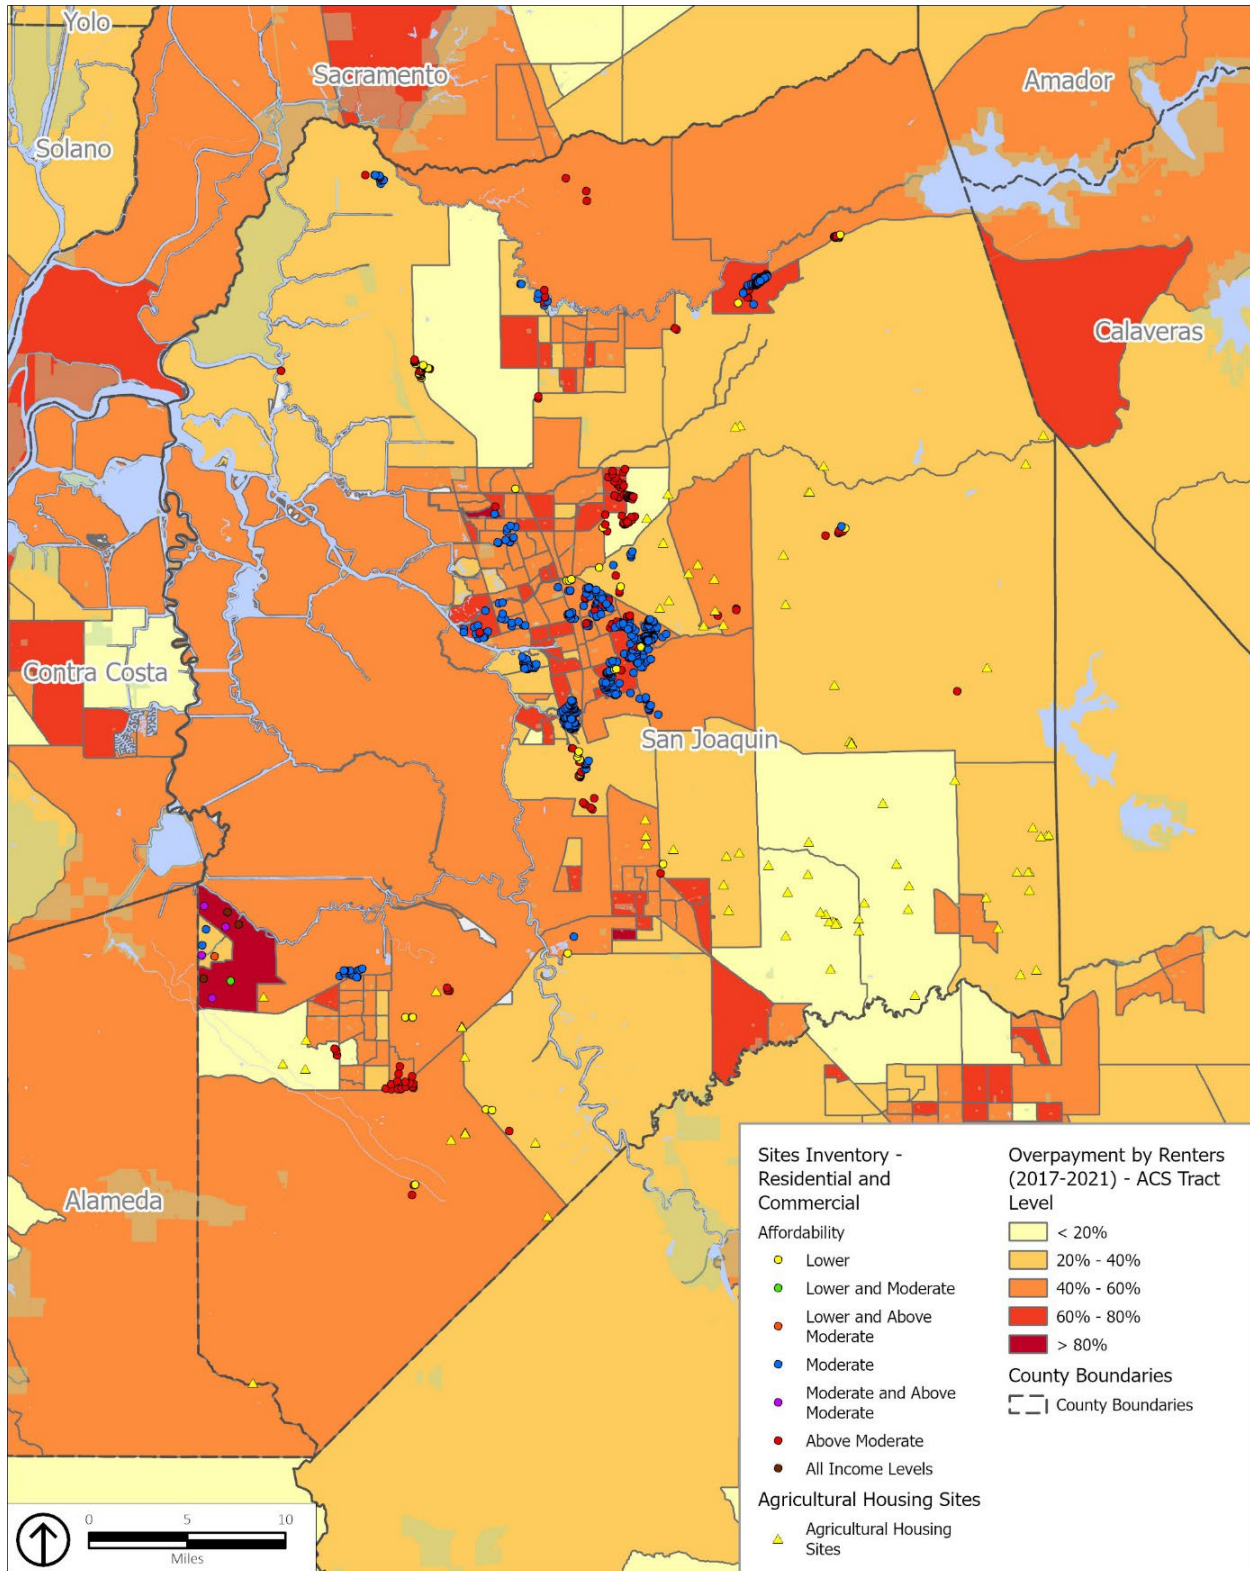 Yolo
Sacramento
Amador
Solano
Calaveras
Contra Costa
San Joaquin
Alameda
Sites Inventory -
Residential and
Commercial
Affordability
Lower
Lower and Moderate
Lower and Above
Moderate
Moderate
Moderate and Above
Moderate
Above Moderate
All Income Levels
Agricultural Housing Sites
Agricultural Housing
Sites
Overpayment by Renters
(2017-2021) - ACS Tract
Level
< 20%
20% - 40%
40% - 60%
60% - 80%
> 80%
County Boundaries
County Boundaries
0 5 10
Miles